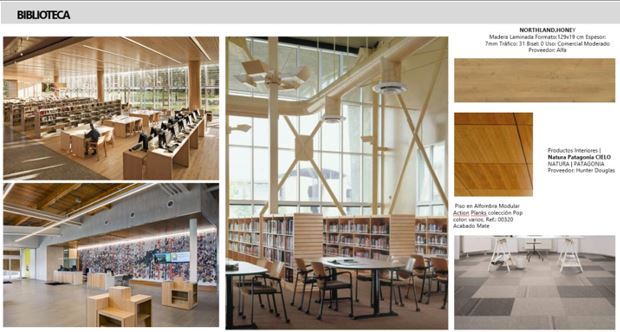 BIBLIOTECA
NORTHLAND.HONEY
Madera Laminada Formato:129x19 cm Espesor:
7mm Tráfico: 31 Bisel: 0 Uso: Comercial Moderado
Proveedor: Alfa
Productos Interiores |
Natura Patagonia CIELO
NATURA | PATAGONIA
Proveedor: Hunter Douglas
Piso en Alfombra Modular
Action Planks colección Pop
color: varios, Ref.: 00320
Acabado Mate